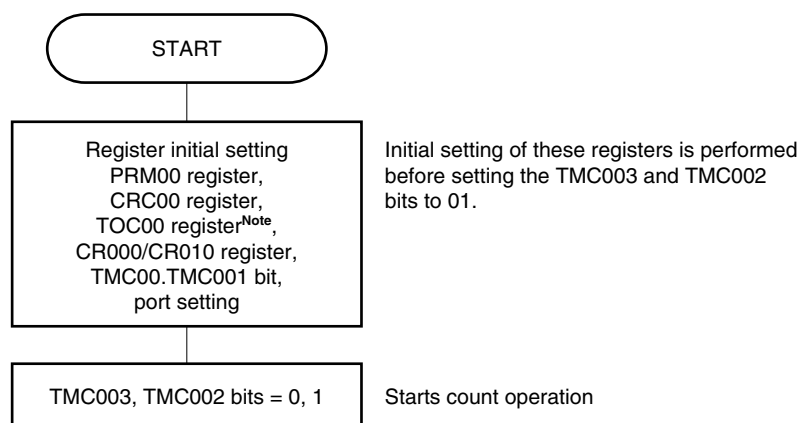 START
Register initial setting
PRM00 register,
CRC00 register,
TOC00 registerNote,
CR000/CR010 register,
TMC00.TMC001 bit,
port setting
Initial setting of these registers is performed
before setting the TMC003 and TMC002
bits to 01.
TMC003, TMC002 bits = 0, 1
Starts count operation